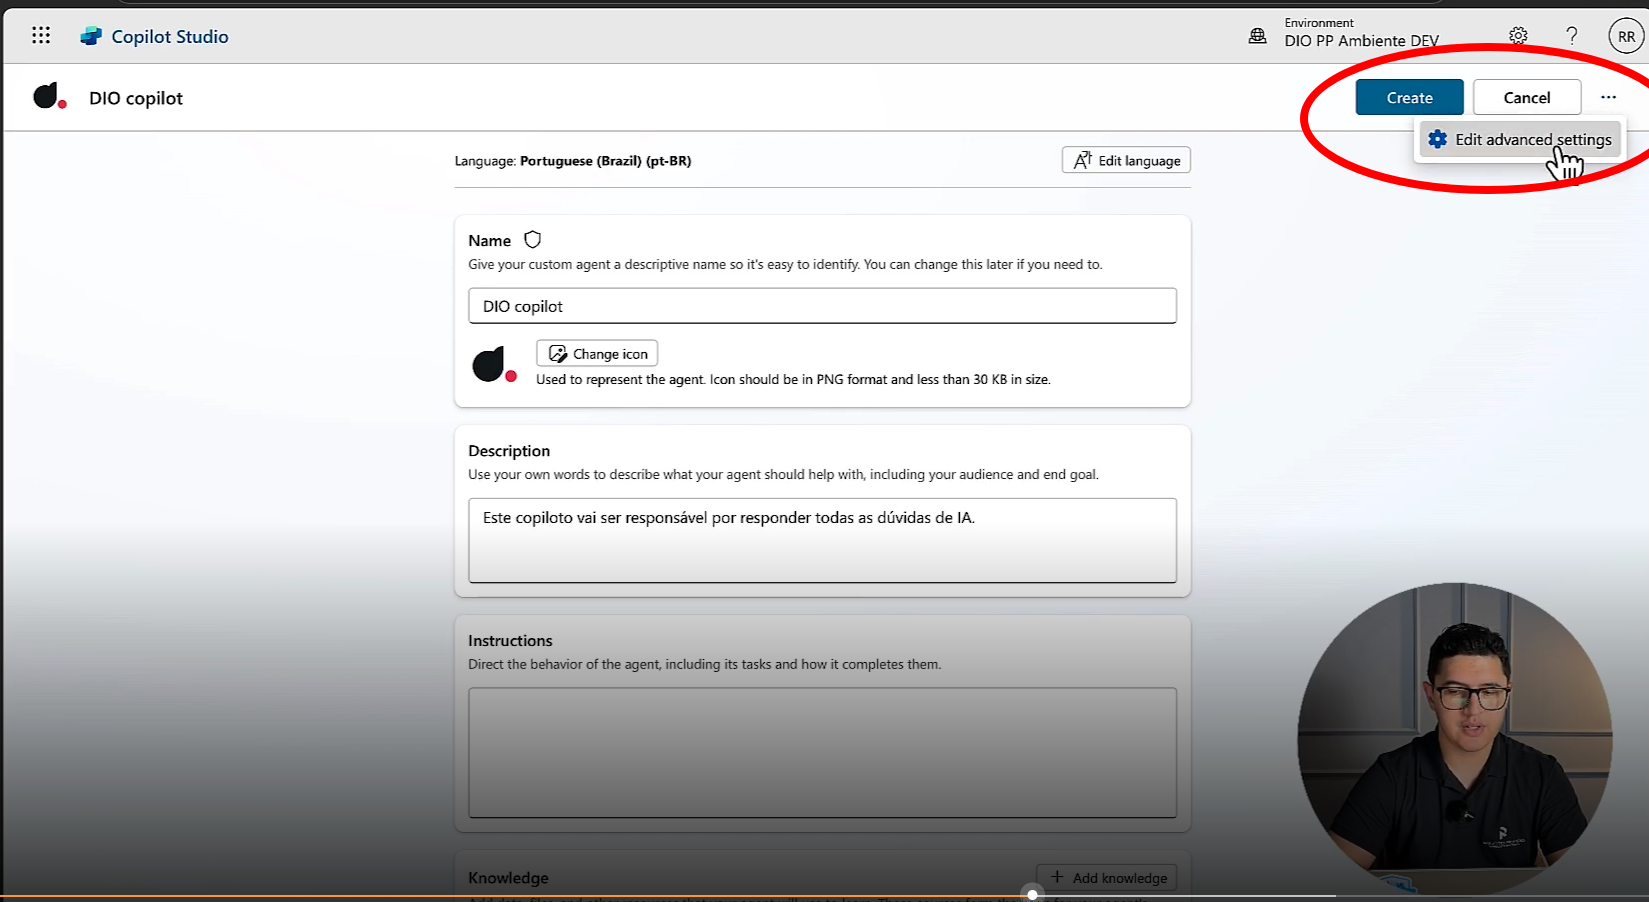 Copilot Studio
Environment
DIO PP Ambiente DEV
?
RR
DIO copilot
Create
Cancel
...
Edit advanced settings
Language: Portuguese (Brazil) (pt-BR)
Edit language
Name
Give your custom agent a descriptive name so it's easy to identify. You can change this later if you need to.
DIO copilot
Change icon
Used to represent the agent. Icon should be in PNG format and less than 30 KB in size.
Description
Use your own words to describe what your agent should help with, including your audience and end goal.
Este copiloto vai ser responsável por responder todas as dúvidas de IA.
Instructions
Direct the behavior of the agent, including its tasks and how it completes them.
Knowledge
Add knowledge